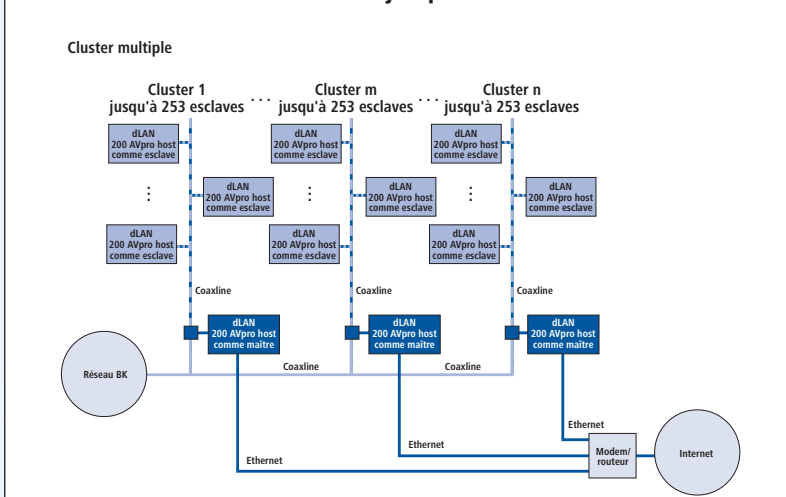 Cluster multiple
Cluster 1
jusqu'à 253 esclaves
. . .
Cluster m
jusqu'à 253 esclaves
. . .
Cluster n
jusqu'à 253 esclaves
dLAN
200 AVpro host
comme esclave
dLAN
200 AVpro host
comme esclave
dLAN
200 AVpro host
comme esclave
dLAN
200 AVpro host
comme esclave
dLAN
200 AVpro host
comme esclave
dLAN
200 AVpro host
comme esclave
dLAN
200 AVpro host
comme esclave
dLAN
200 AVpro host
comme esclave
dLAN
200 AVpro host
comme esclave
Coaxline
Coaxline
Coaxline
dLAN
200 AVpro host
comme maître
dLAN
200 AVpro host
comme maître
dLAN
200 AVpro host
comme maître
Réseau BK
Coaxline
Coaxline
Ethernet
Ethernet
Ethernet
Modem/
routeur
Internet